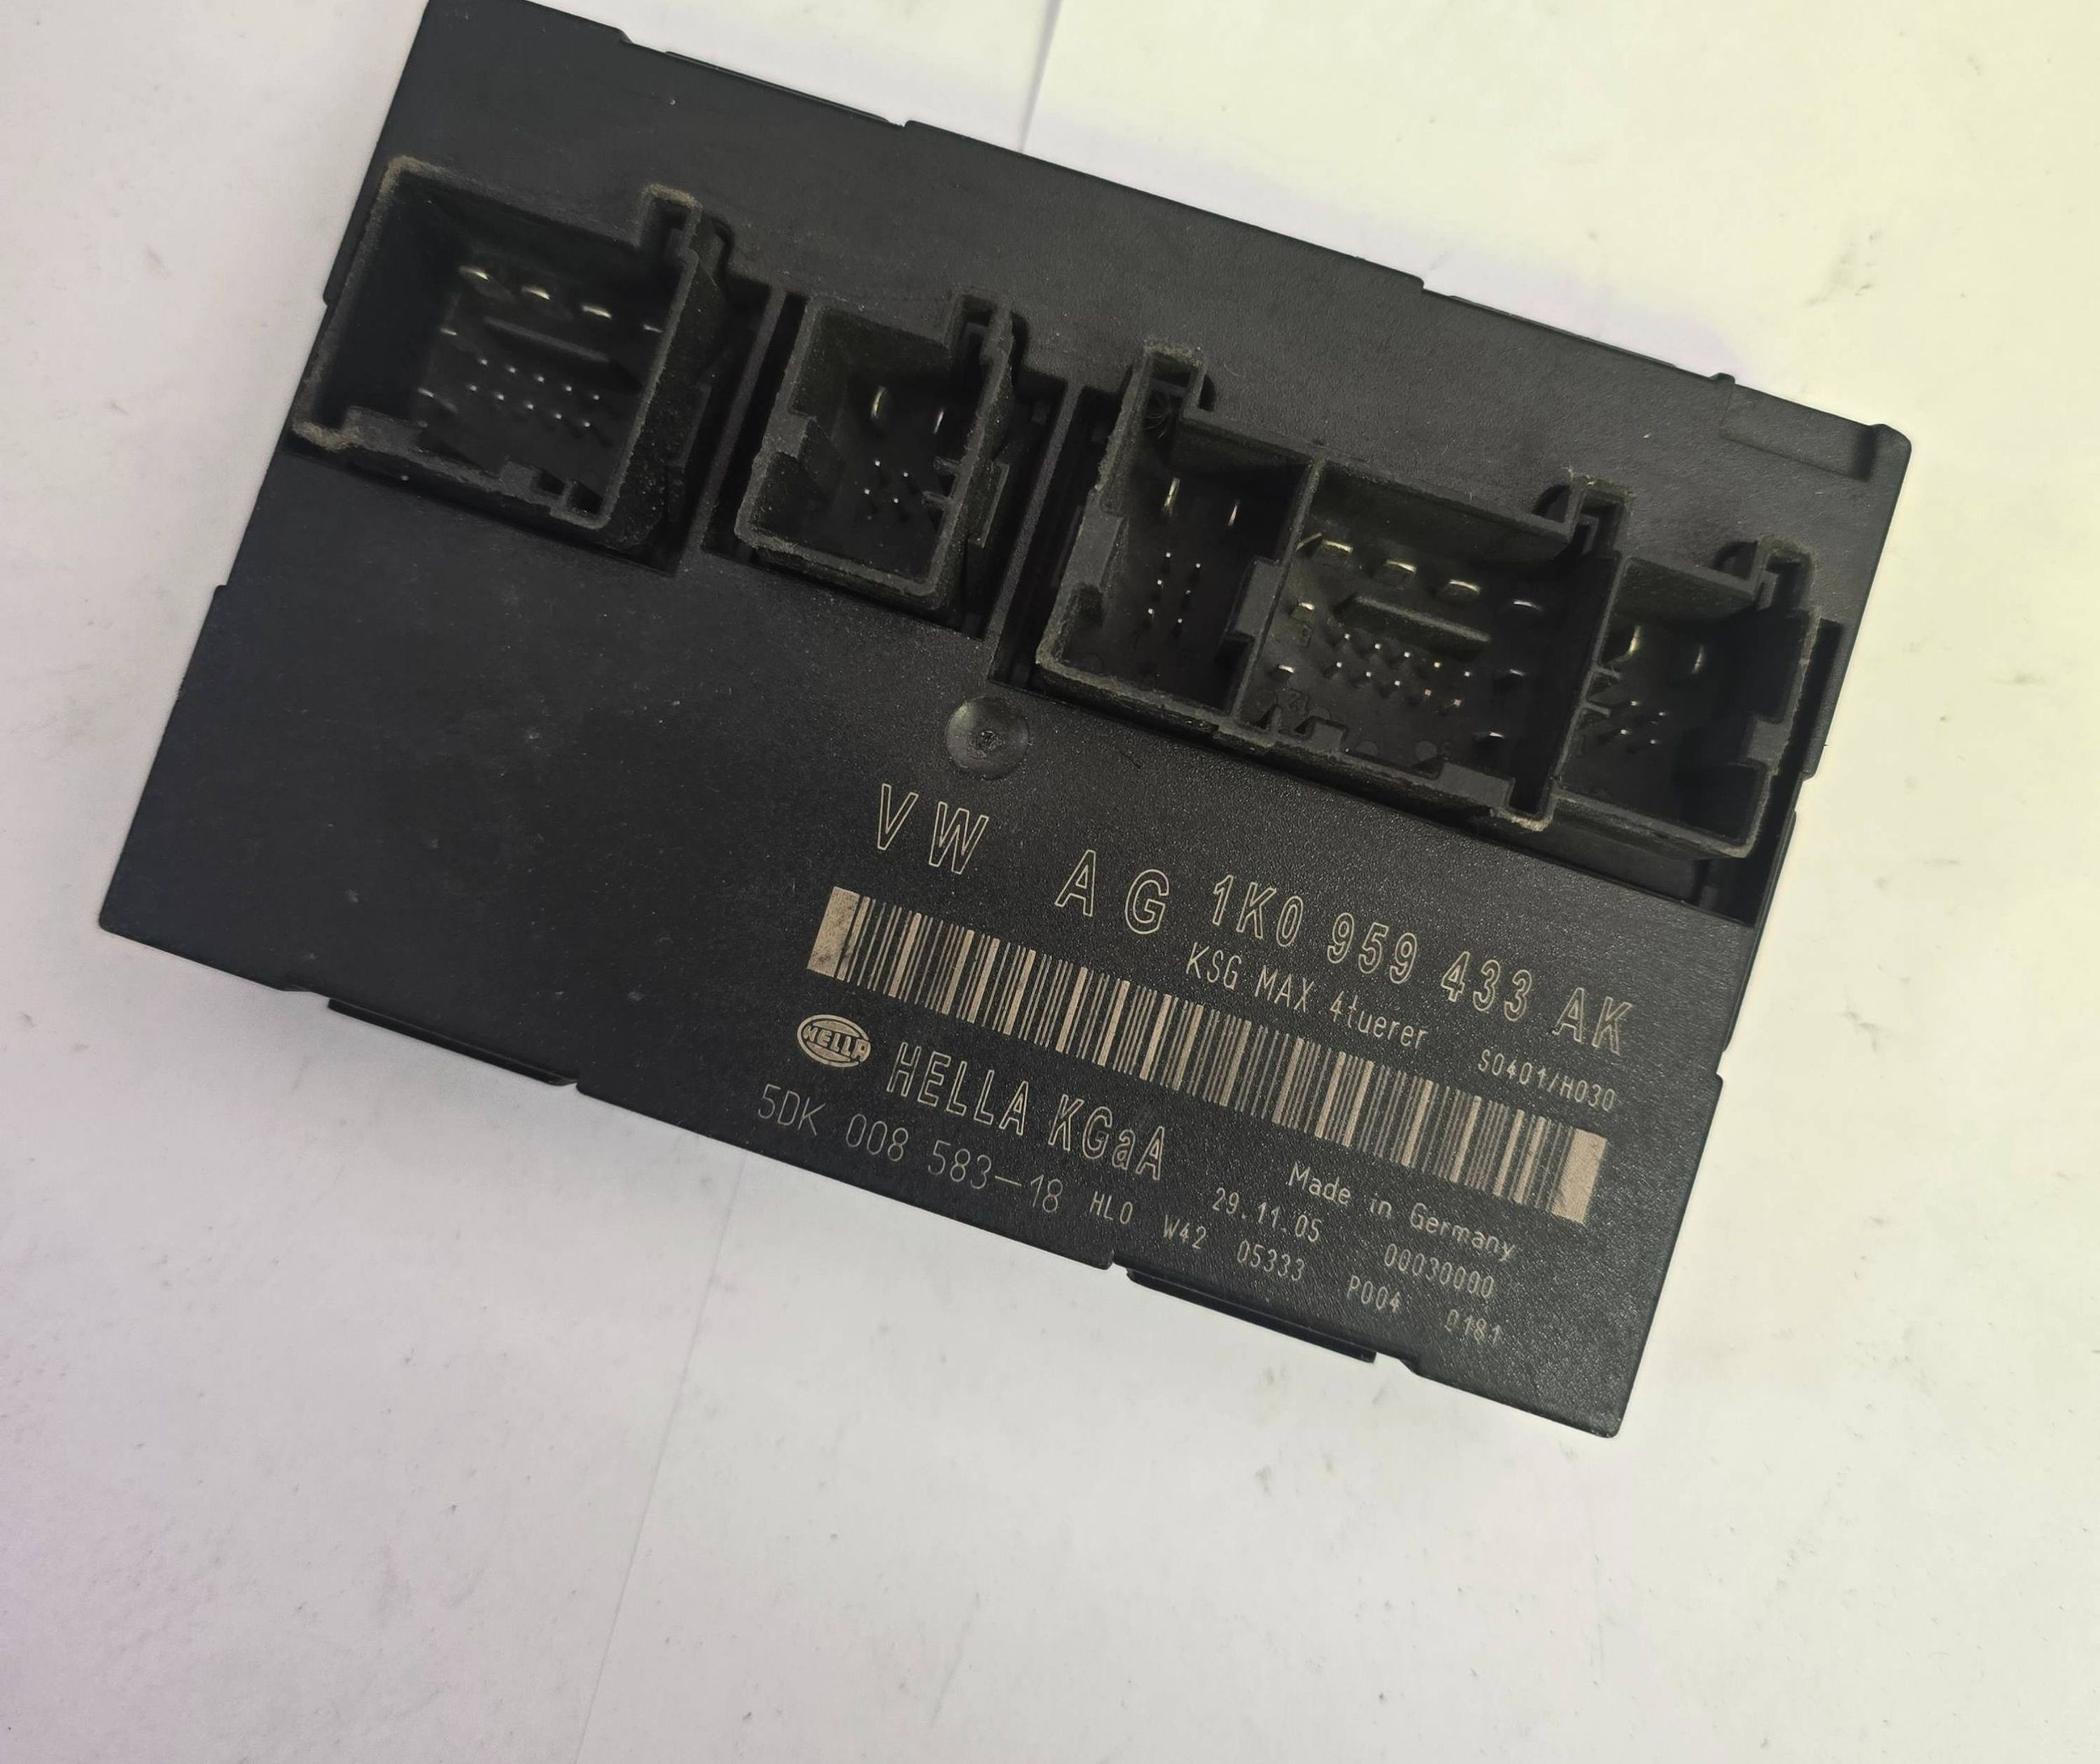 VW AG 1K0 959 433 AK
KSG MAX 4tuerer S0401/H030
HELLA HELLA KGaA Made in Germany
5DK 008 583-18 29.11.05 00030000
HLO W42 05333 P004 0181